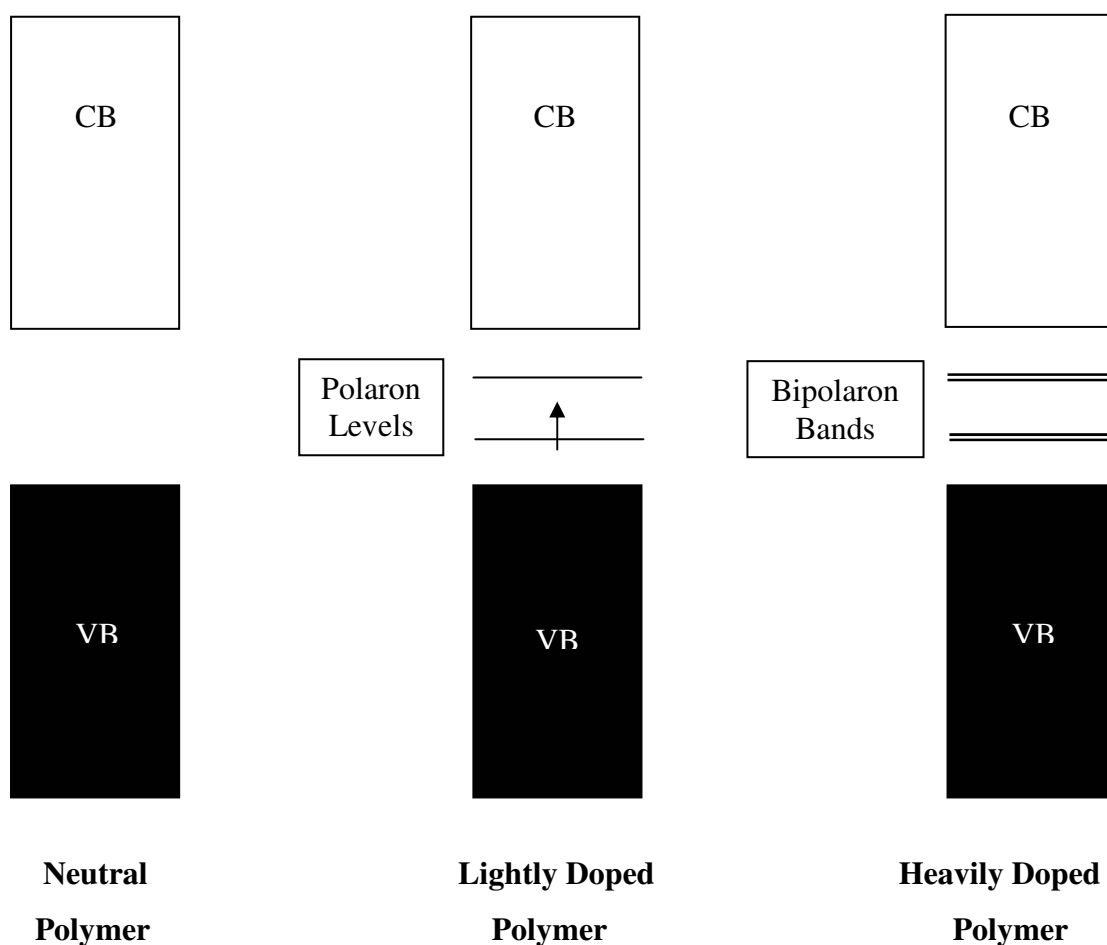 CB
CB
CB
Polaron
Levels
Bipolaron
Bands
VB
VB
VB
Neutral
Polymer
Lightly Doped
Polymer
Heavily Doped
Polymer